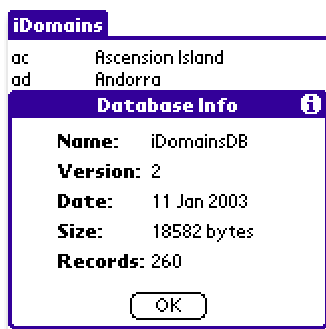 iDomains
ac Ascension Island
ad Andorra
Database Info
Name: iDomainsDB
Version: 2
Date: 11 Jan 2003
Size: 18582 bytes
Records: 260
OK